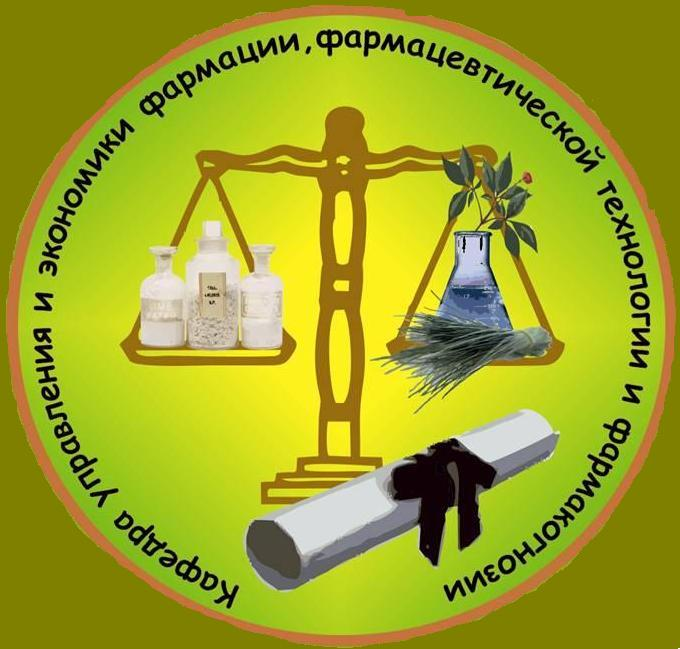 Кафедра управления и экономики фармации, фармацевтической технологии и фармакогнозии